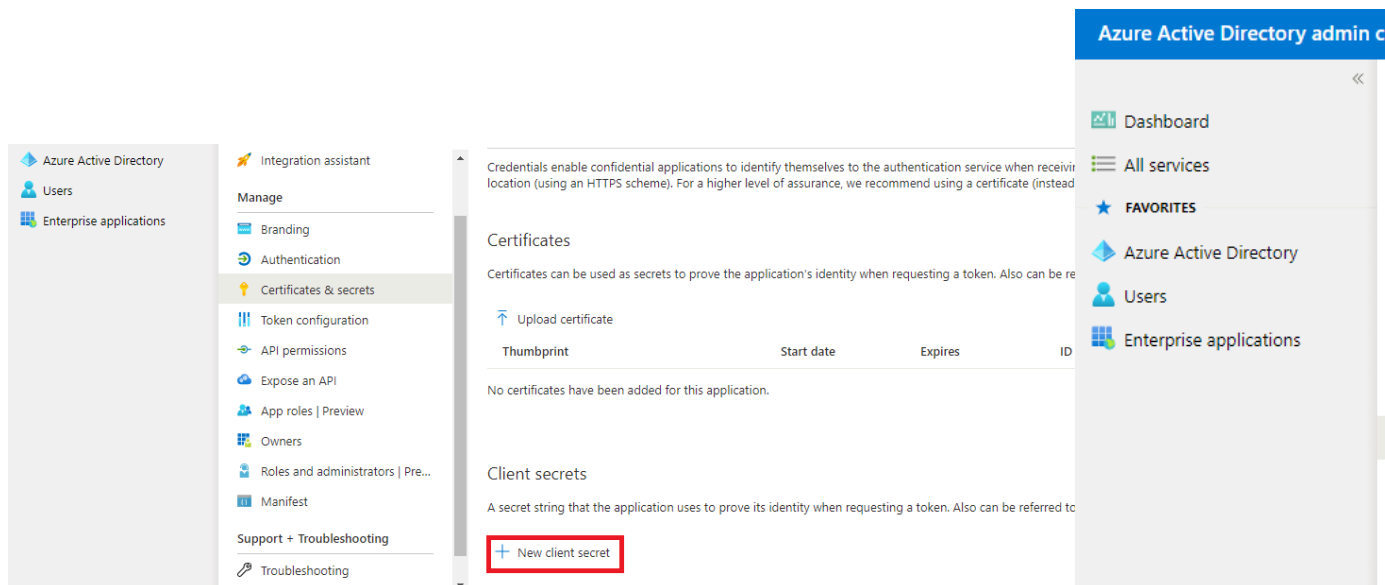 Azure Active Directory
Users
Enterprise applications
Integration assistant
Manage
Branding
Authentication
Certificates & secrets
Token configuration
API permissions
Expose an API
App roles | Preview
Owners
Roles and administrators | Pre...
Manifest
Support + Troubleshooting
Troubleshooting
Credentials enable confidential applications to identify themselves to the authentication service when receivin
location (using an HTTPS scheme). For a higher level of assurance, we recommend using a certificate (instead
Certificates
Certificates can be used as secrets to prove the application's identity when requesting a token. Also can be re
Upload certificate
Thumbprint Start date Expires ID
No certificates have been added for this application.
Client secrets
A secret string that the application uses to prove its identity when requesting a token. Also can be referred to
New client secret
Azure Active Directory admin c
Dashboard
All services
FAVORITES
Azure Active Directory
Users
Enterprise applications